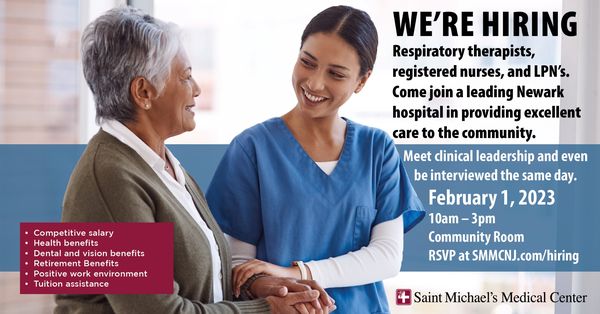 WE'RE HIRING
Respiratory therapists,
registered nurses, and LPN's.
Come join a leading Newark
hospital in providing excellent
care to the community.
Meet clinical leadership and even
be interviewed the same day.
February 1, 2023
10am – 3pm
Community Room
RSVP at SMMCNJ.com/hiring
• Competitive salary
• Health benefits
• Dental and vision benefits
• Retirement Benefits
• Positive work environment
• Tuition assistance
Saint Michael's Medical Center